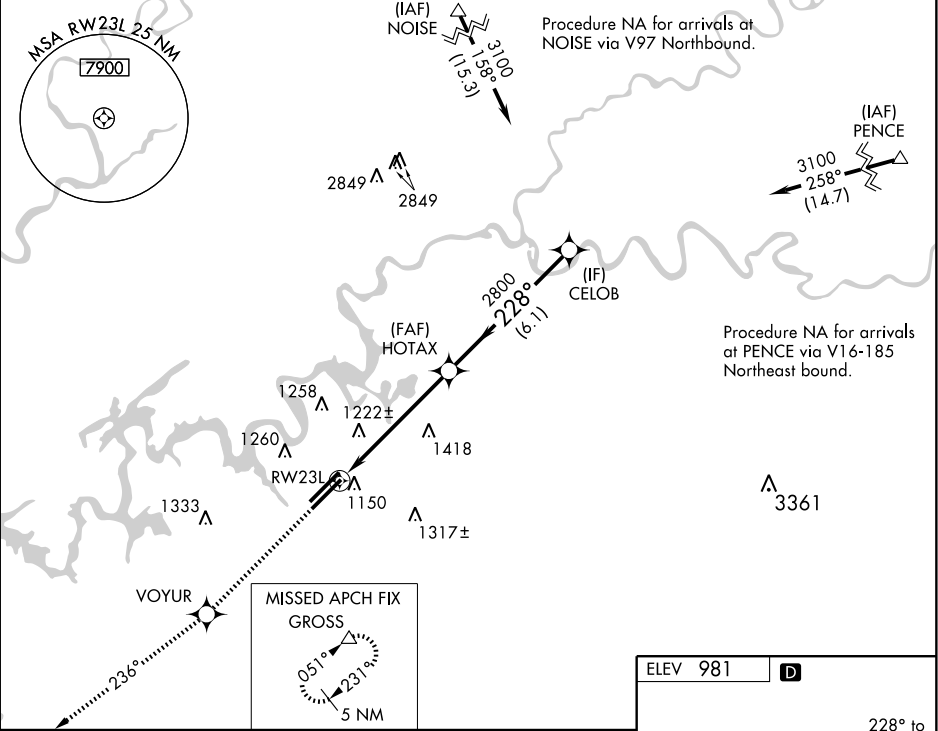 MSA RW23L 25 NM
7900
(IAF)
NOISE
3100
158°
(15.3)
Procedure NA for arrivals at
NOISE via V97 Northbound.
(IAF)
PENCE
3100
258°
(14.7)
2849
2849
(IF)
CELOB
2800
228°
(6.1)
(FAF)
HOTAX
Procedure NA for arrivals
at PENCE via V16-185
Northeast bound.
1258
1222±
1260
1418
RW23L
1150
1333
1317±
3361
VOYUR
236°
MISSED APCH FIX
GROSS
051°
231°
5 NM
ELEV 981
D
228° to